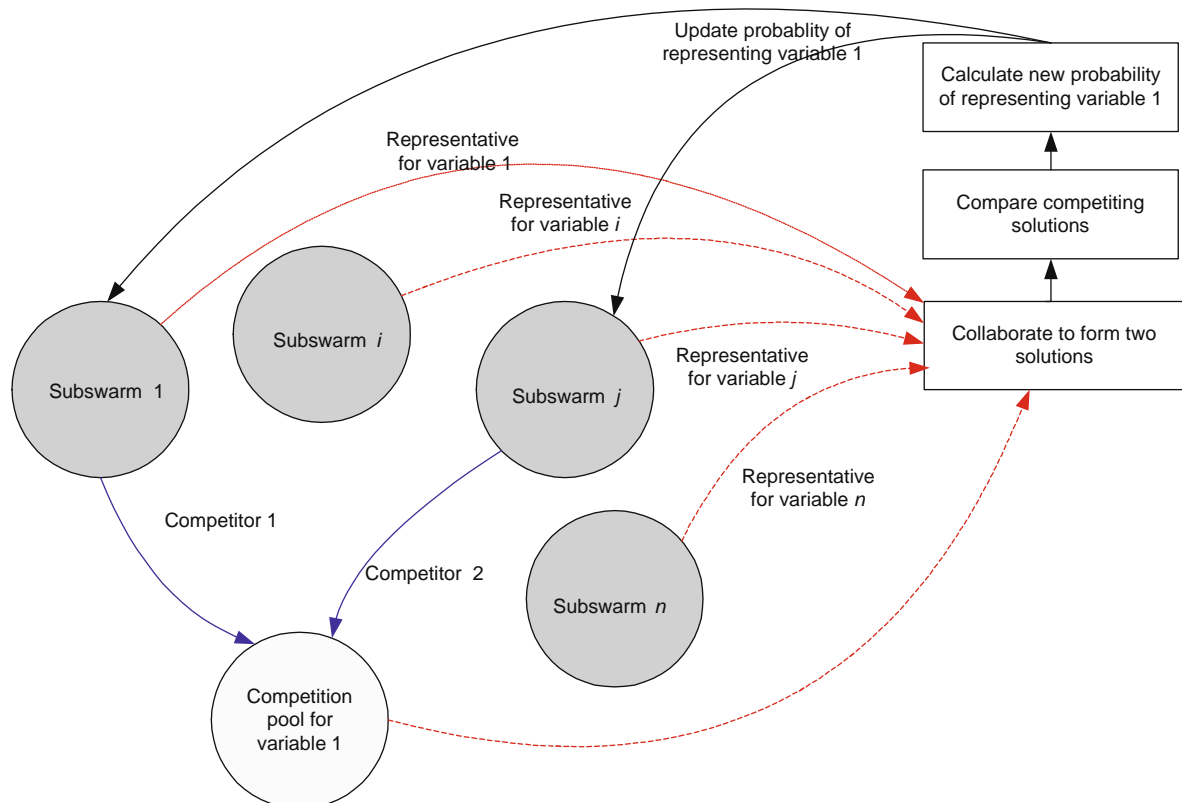 Update probablity of
representing variable 1
Calculate new probability
of representing variable 1
Representative
for variable 1
Representative
for variable i
Compare competiting
solutions
Subswarm i
Collaborate to form two
solutions
Subswarm 1
Subswarm j
Representative
for variable j
Representative
for variable n
Competitor 1
Competitor 2
Subswarm n
Competition
pool for
variable 1